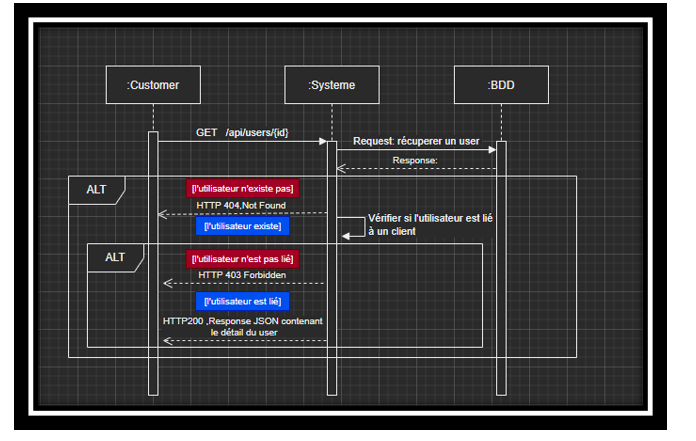 :Customer
:Systeme
:BDD
GET /api/users/{id}
Request: récuperer un user
Response:
ALT
[l'utilisateur n'existe pas]
HTTP 404,Not Found
[l'utilisateur existe]
Vérifier si l'utilisateur est lié
à un client
ALT
[l'utilisateur n'est pas lié]
HTTP 403 Forbidden
[l'utilisateur est lié]
HTTP200 ,Response JSON contenant
le détail du user